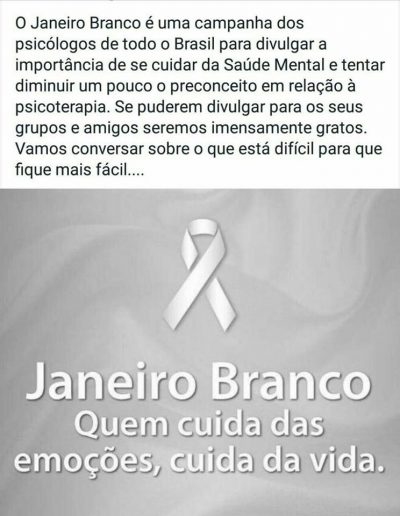 O Janeiro Branco é uma campanha dos
psicólogos de todo o Brasil para divulgar a
importância de se cuidar da Saúde Mental e tentar
diminuir um pouco o preconceito em relação à
psicoterapia. Se puderem divulgar para os seus
grupos e amigos seremos imensamente gratos.
Vamos conversar sobre o que está difícil para que
fique mais fácil....
Janeiro Branco
Quem cuida das
emoções, cuida da vida.